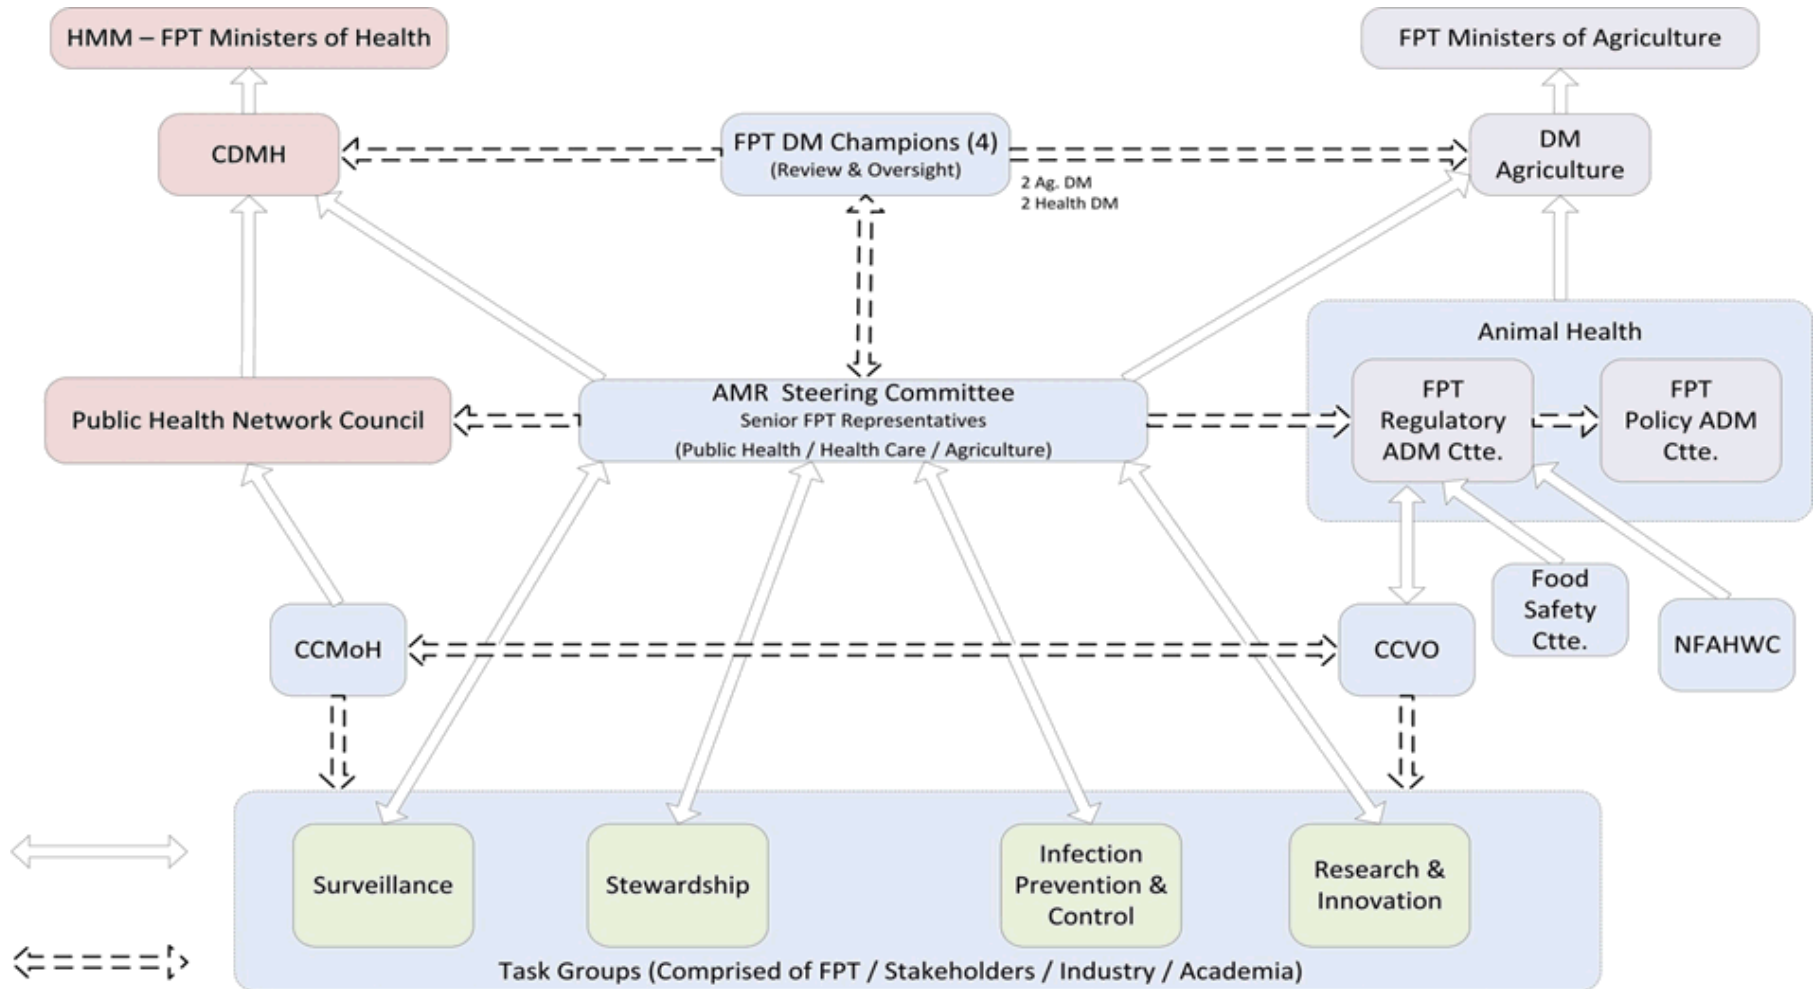 HMM – FPT Ministers of Health
FPT Ministers of Agriculture
CDMH
FPT DM Champions (4)
(Review & Oversight)
2 Ag. DM
2 Health DM
DM
Agriculture
Public Health Network Council
AMR  Steering Committee
Senior FPT Representatives
(Public Health / Health Care / Agriculture)
Animal Health
FPT
Regulatory
ADM Ctte.
FPT
Policy ADM
Ctte.
CCMoH
CCVO
Food
Safety
Ctte.
NFAHWC
Surveillance
Stewardship
Infection
Prevention &
Control
Research &
Innovation
Task Groups (Comprised of FPT / Stakeholders / Industry / Academia)